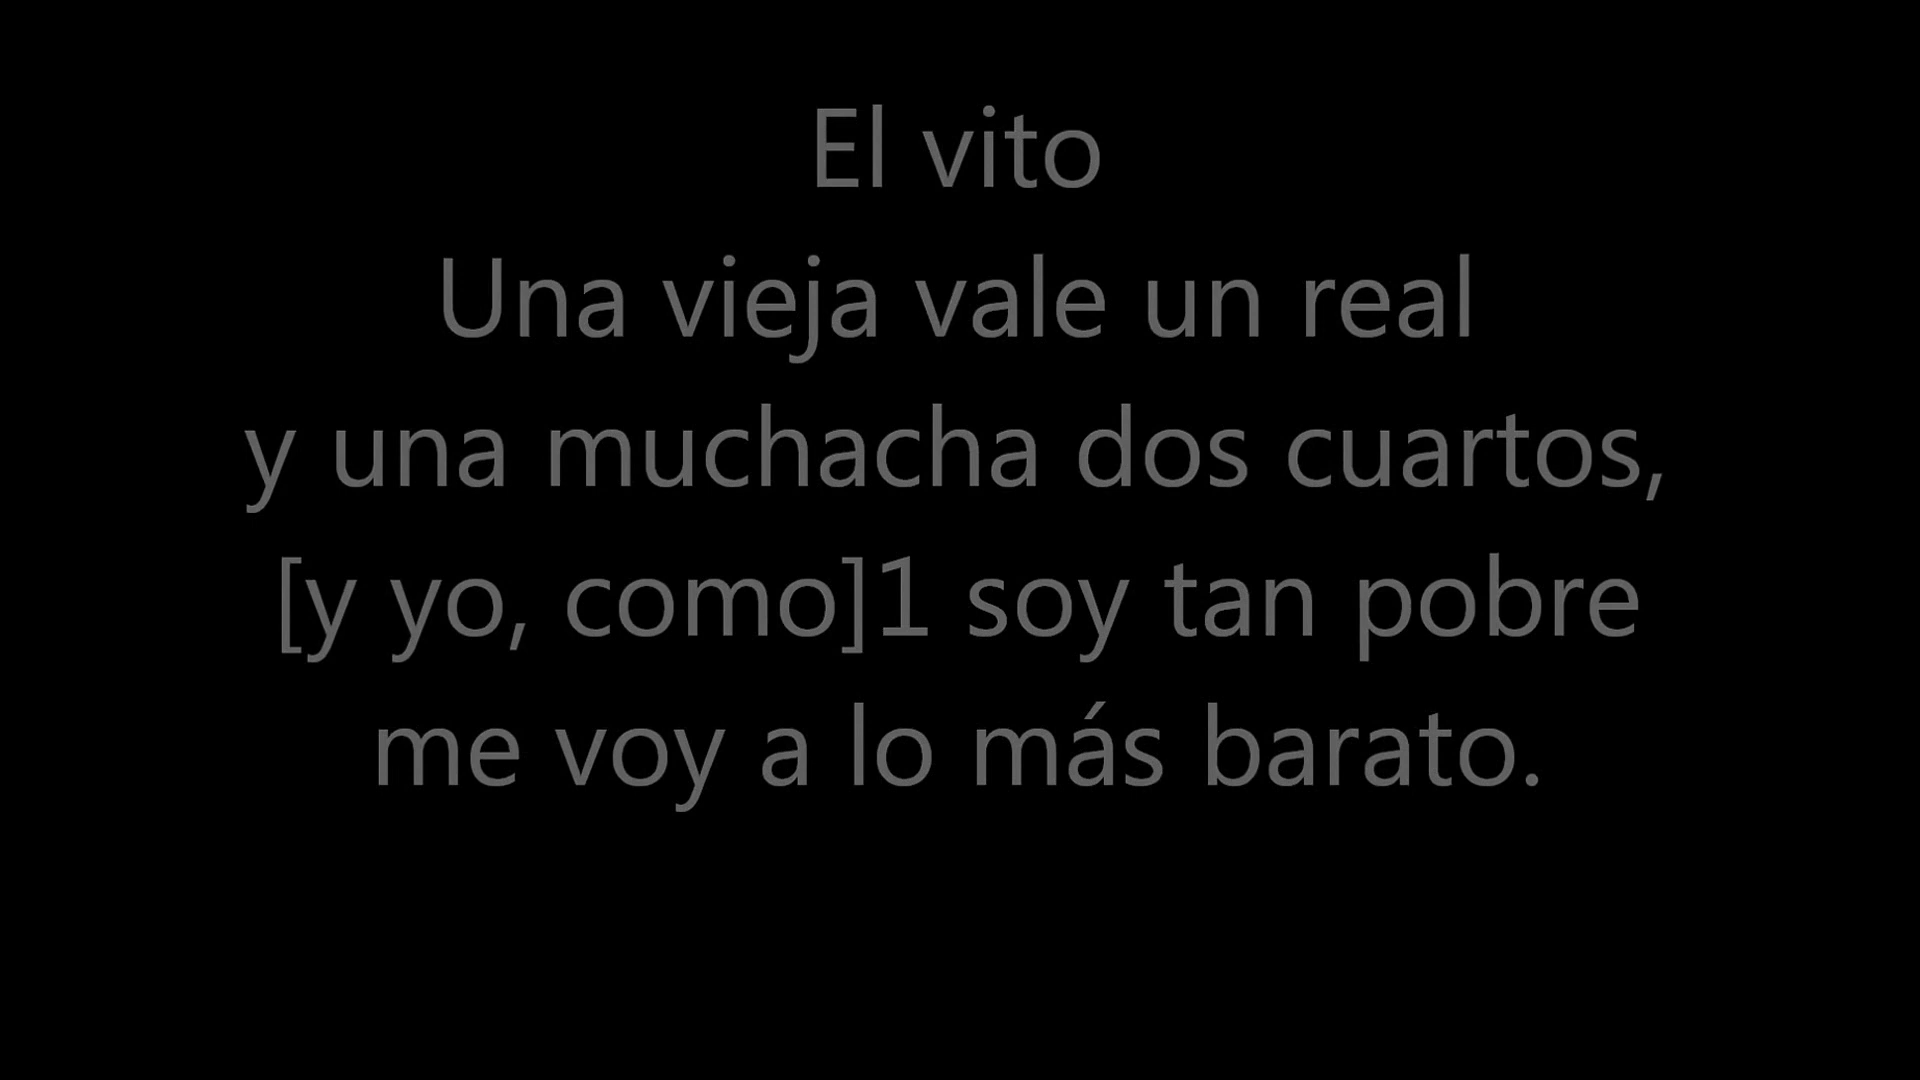 El vito
Una vieja vale un real
y una muchacha dos cuartos,
[y yo, como]1 soy tan pobre
me voy a lo más barato.